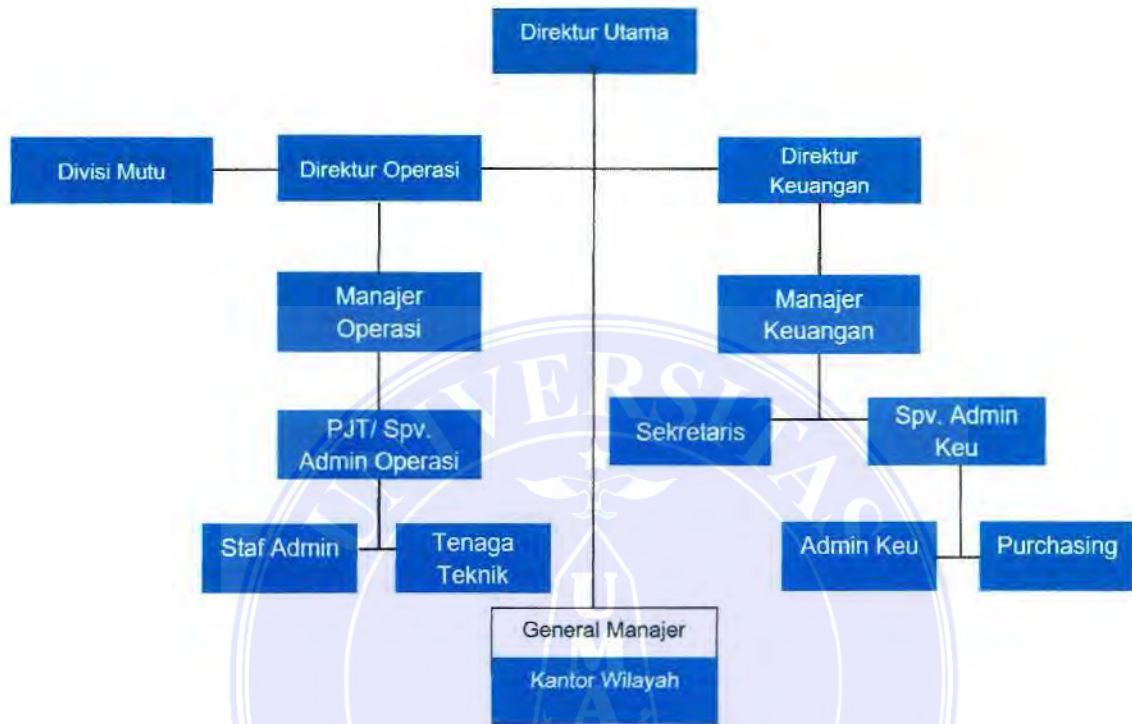 Direktur Utama
Divisi Mutu
Direktur Operasi
Direktur
Keuangan
Manajer
Operasi
Manajer
Keuangan
PJT/ Spv.
Admin Operasi
Sekretaris
Spv. Admin
Keu
Staf Admin
Tenaga
Teknik
Admin Keu
Purchasing
General Manajer
Kantor Wilayah
UNIVERSITAS
U
M
A